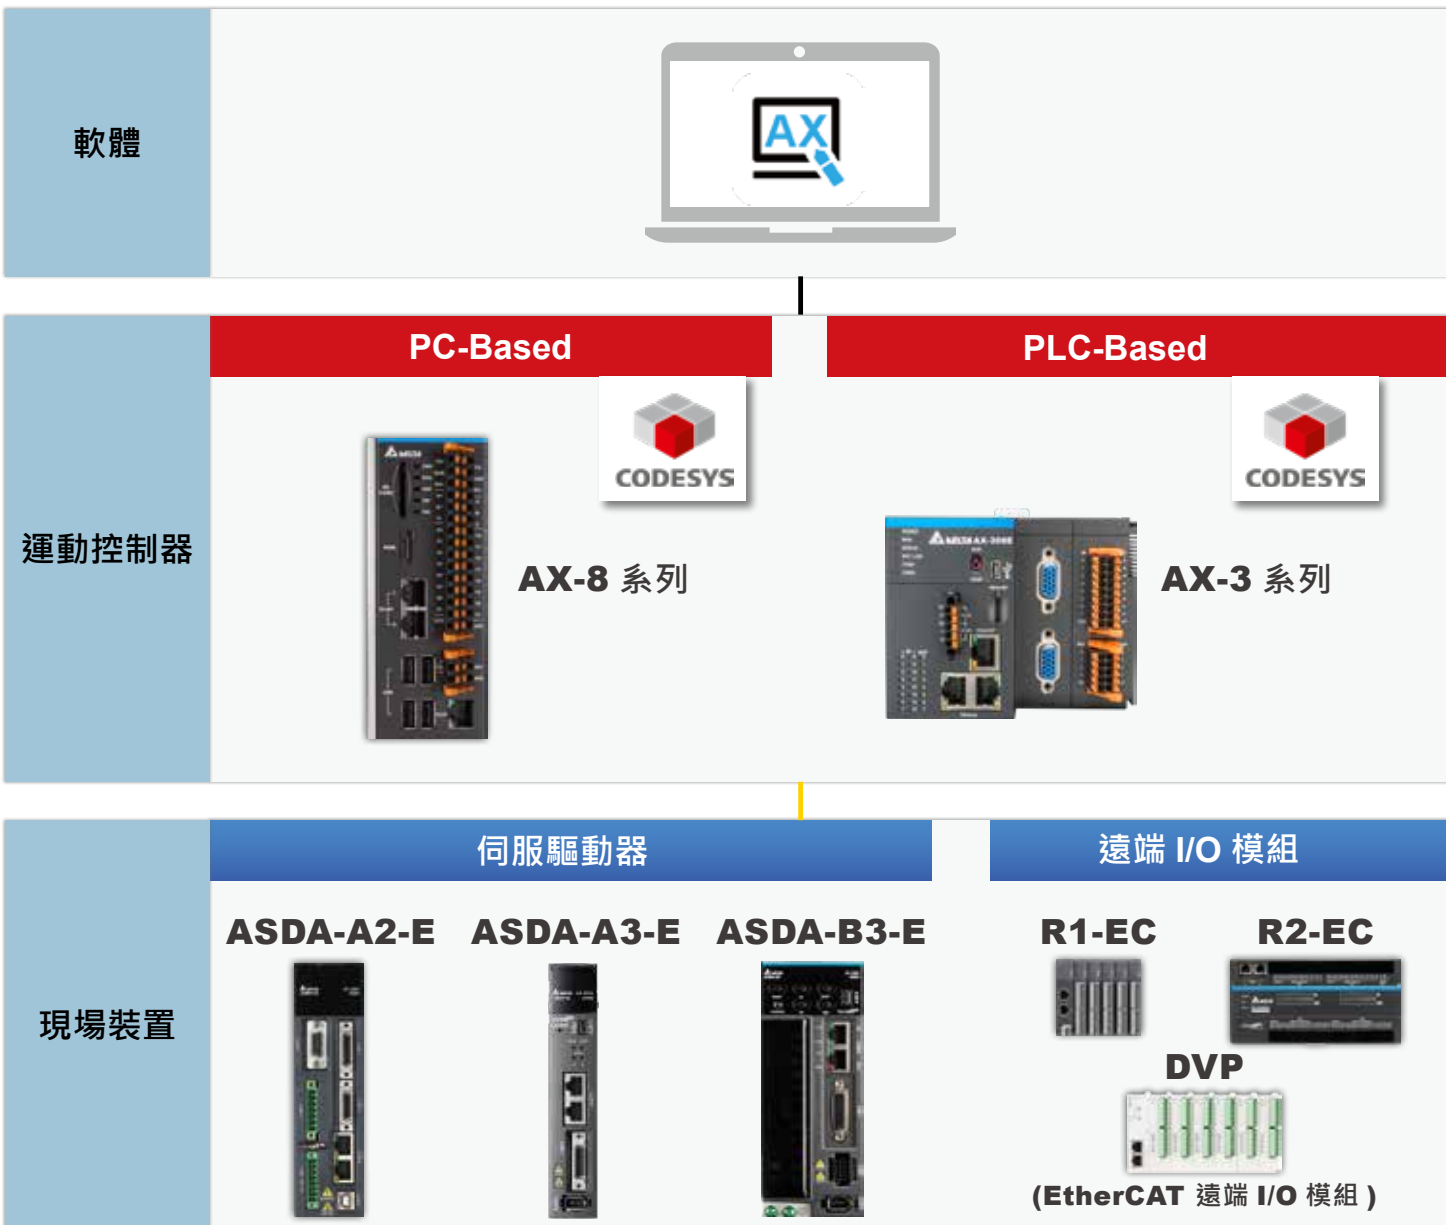 軟體
AX
PC-Based
PLC-Based
CODESYS
CODESYS
運動控制器
AX-8 系列
AX-3 系列
伺服驅動器
遠端 I/O 模組
現場裝置
ASDA-A2-E
ASDA-A3-E
ASDA-B3-E
R1-EC
R2-EC
DVP
(EtherCAT 遠端 I/O 模組 )